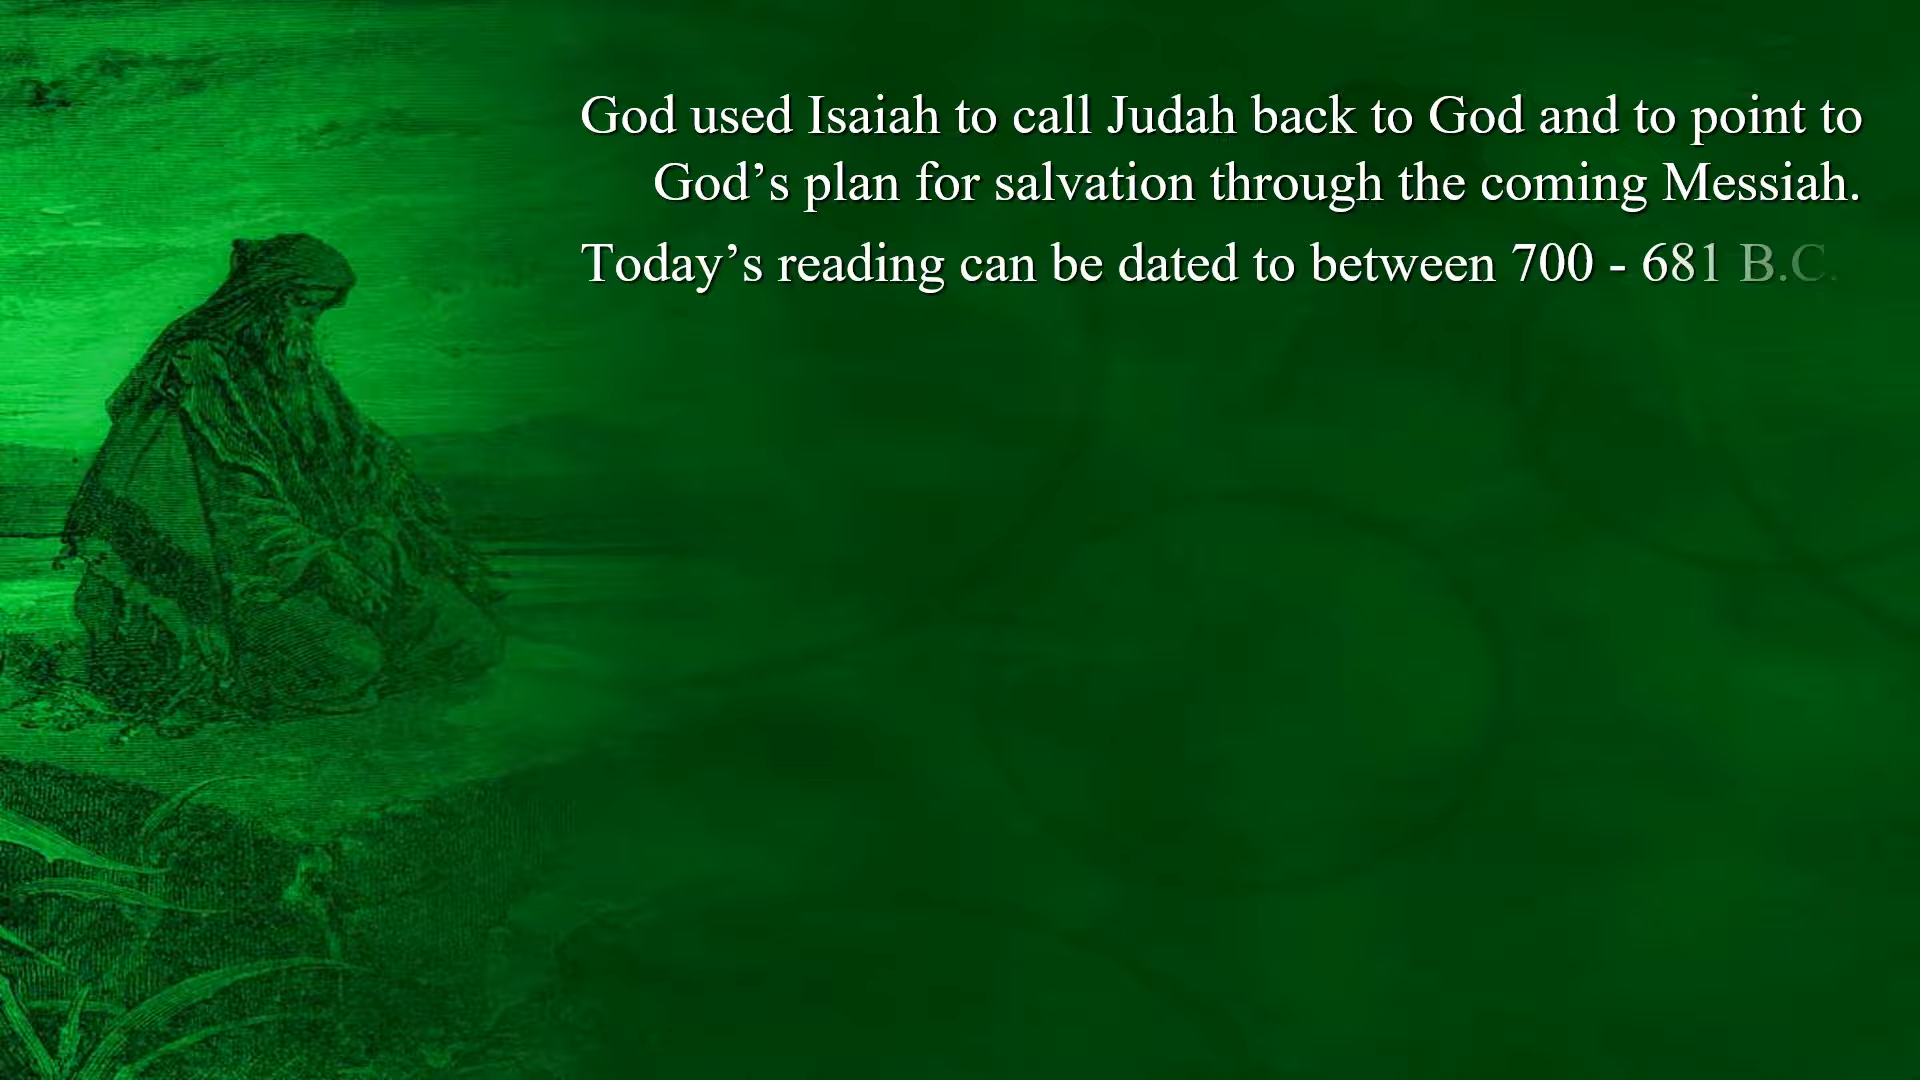 God used Isaiah to call Judah back to God and to point to
God’s plan for salvation through the coming Messiah.
Today’s reading can be dated to between 700 - 681 B.C.